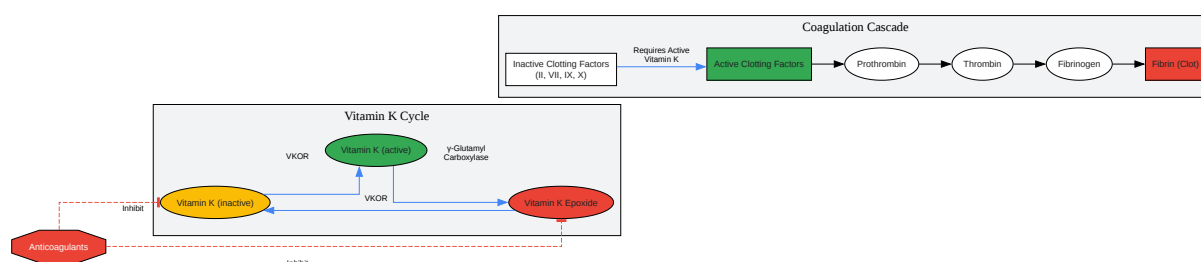 Coagulation Cascade
Inactive Clotting Factors
(II, VII, IX, X)
Requires Active
Vitamin K
Active Clotting Factors
Prothrombin
Thrombin
Fibrinogen
Fibrin (Clot)
Vitamin K Cycle
VKOR
Vitamin K (active)
γ-Glutamyl
Carboxylase
Vitamin K (inactive)
VKOR
Vitamin K Epoxide
Inhibit
Anticoagulants